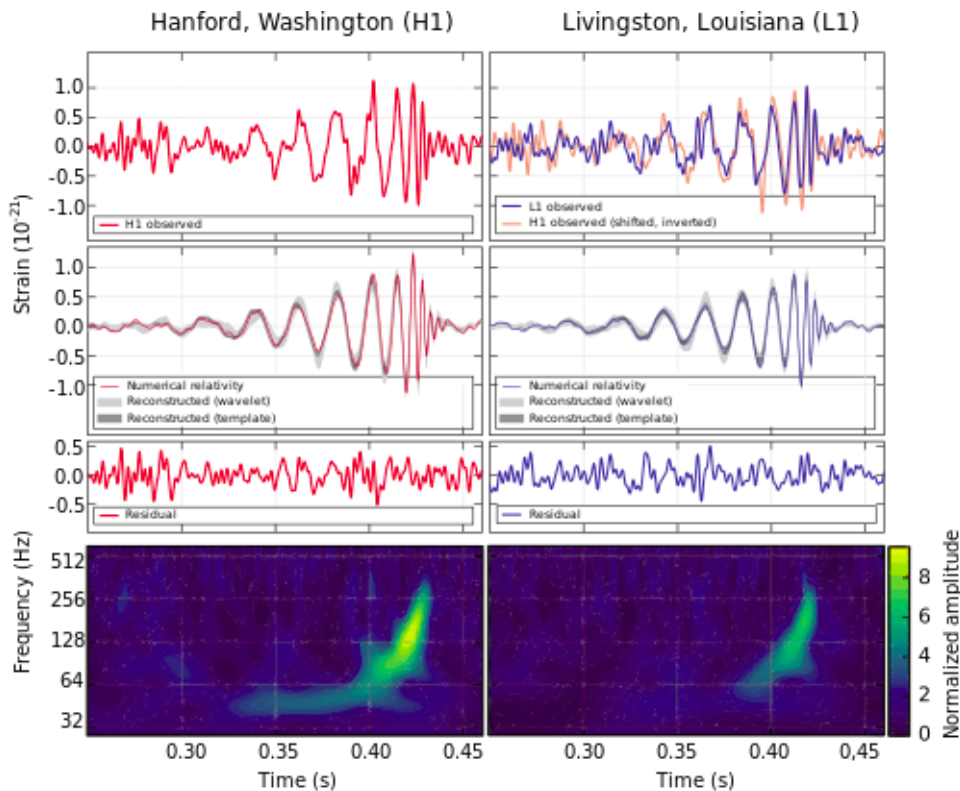 Hanford, Washington (H1)
Livingston, Louisiana (L1)
Strain (10⁻²¹)
1.0
0.5
0.0
-0.5
-1.0
H1 observed
L1 observed
H1 observed (shifted, inverted)
1.0
0.5
0.0
-0.5
-1.0
Numerical relativity
Reconstructed (wavelet)
Reconstructed (template)
Numerical relativity
Reconstructed (wavelet)
Reconstructed (template)
0.5
0.0
-0.5
Residual
Residual
Frequency (Hz)
512
256
128
64
32
Normalized amplitude
8
6
4
2
0
0.30 0.35 0.40 0.45
0.30 0.35 0.40 0,45
Time (s)
Time (s)